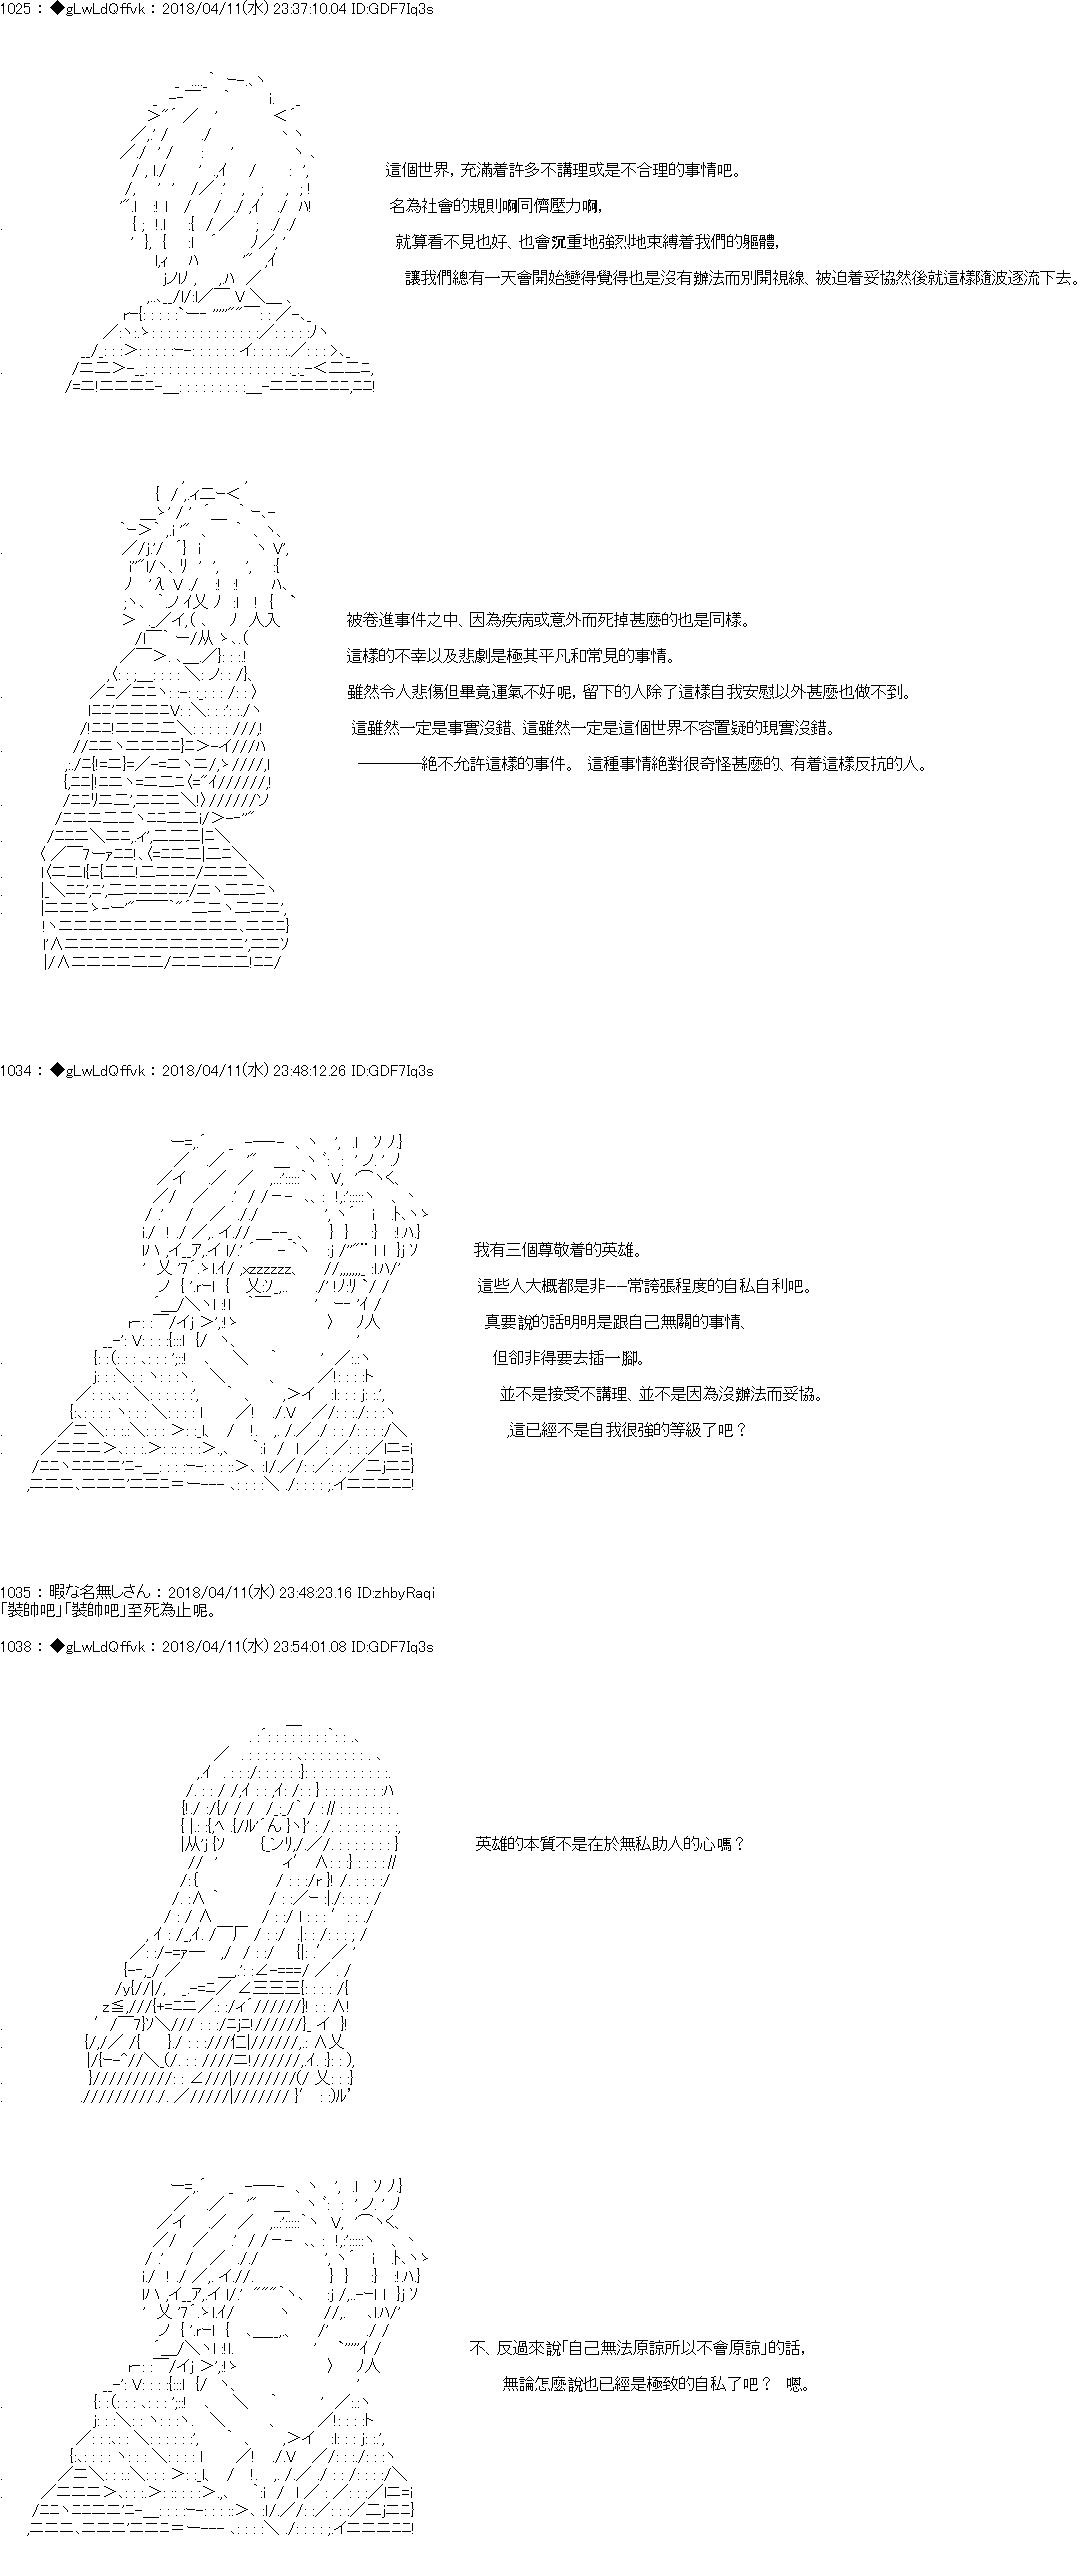 1025 : ◆gLwLdQffvk : 2018/04/11(水) 23:37:10.04 ID:GDF7Iq3s
這個世界，充滿着許多不講理或是不合理的事情吧。
名為社會的規則啊同儕壓力啊，
就算看不見也好、也會沉重地強烈地束縛着我們的軀體，
讓我們總有一天會開始變得覺得也是沒有辦法而別開視線、被迫着妥協然後就這樣隨波逐流下去。
被卷進事件之中、因為疾病或意外而死掉甚麼的也是同樣。
這樣的不幸以及悲劇是極其平凡和常見的事情。
雖然令人悲傷但畢竟運氣不好呢，留下的人除了這樣自我安慰以外甚麼也做不到。
這雖然一定是事實沒錯、這雖然一定是這個世界不容置疑的現實沒錯。
――――絶不允許這樣的事件。 這種事情絶對很奇怪甚麼的、有着這樣反抗的人。
1034 : ◆gLwLdQffvk : 2018/04/11(水) 23:48:12.26 ID:GDF7Iq3s
我有三個尊敬着的英雄。
這些人大概都是非——常誇張程度的自私自利吧。
真要說的話明明是跟自己無關的事情、
但卻非得要去插一腳。
並不是接受不講理、並不是因為沒辦法而妥協。
,這已經不是自我很強的等級了吧？
1035 : 暇な名無しさん : 2018/04/11(水) 23:48:23.16 ID:zhbyRaqi
｢裝帥吧｣｢裝帥吧｣至死為止呢。
1038 : ◆gLwLdQffvk : 2018/04/11(水) 23:54:01.08 ID:GDF7Iq3s
英雄的本質不是在於無私助人的心嗎？
不、反過來說｢自己無法原諒所以不會原諒｣的話，
無論怎麼說也已經是極致的自私了吧？ 嗯。